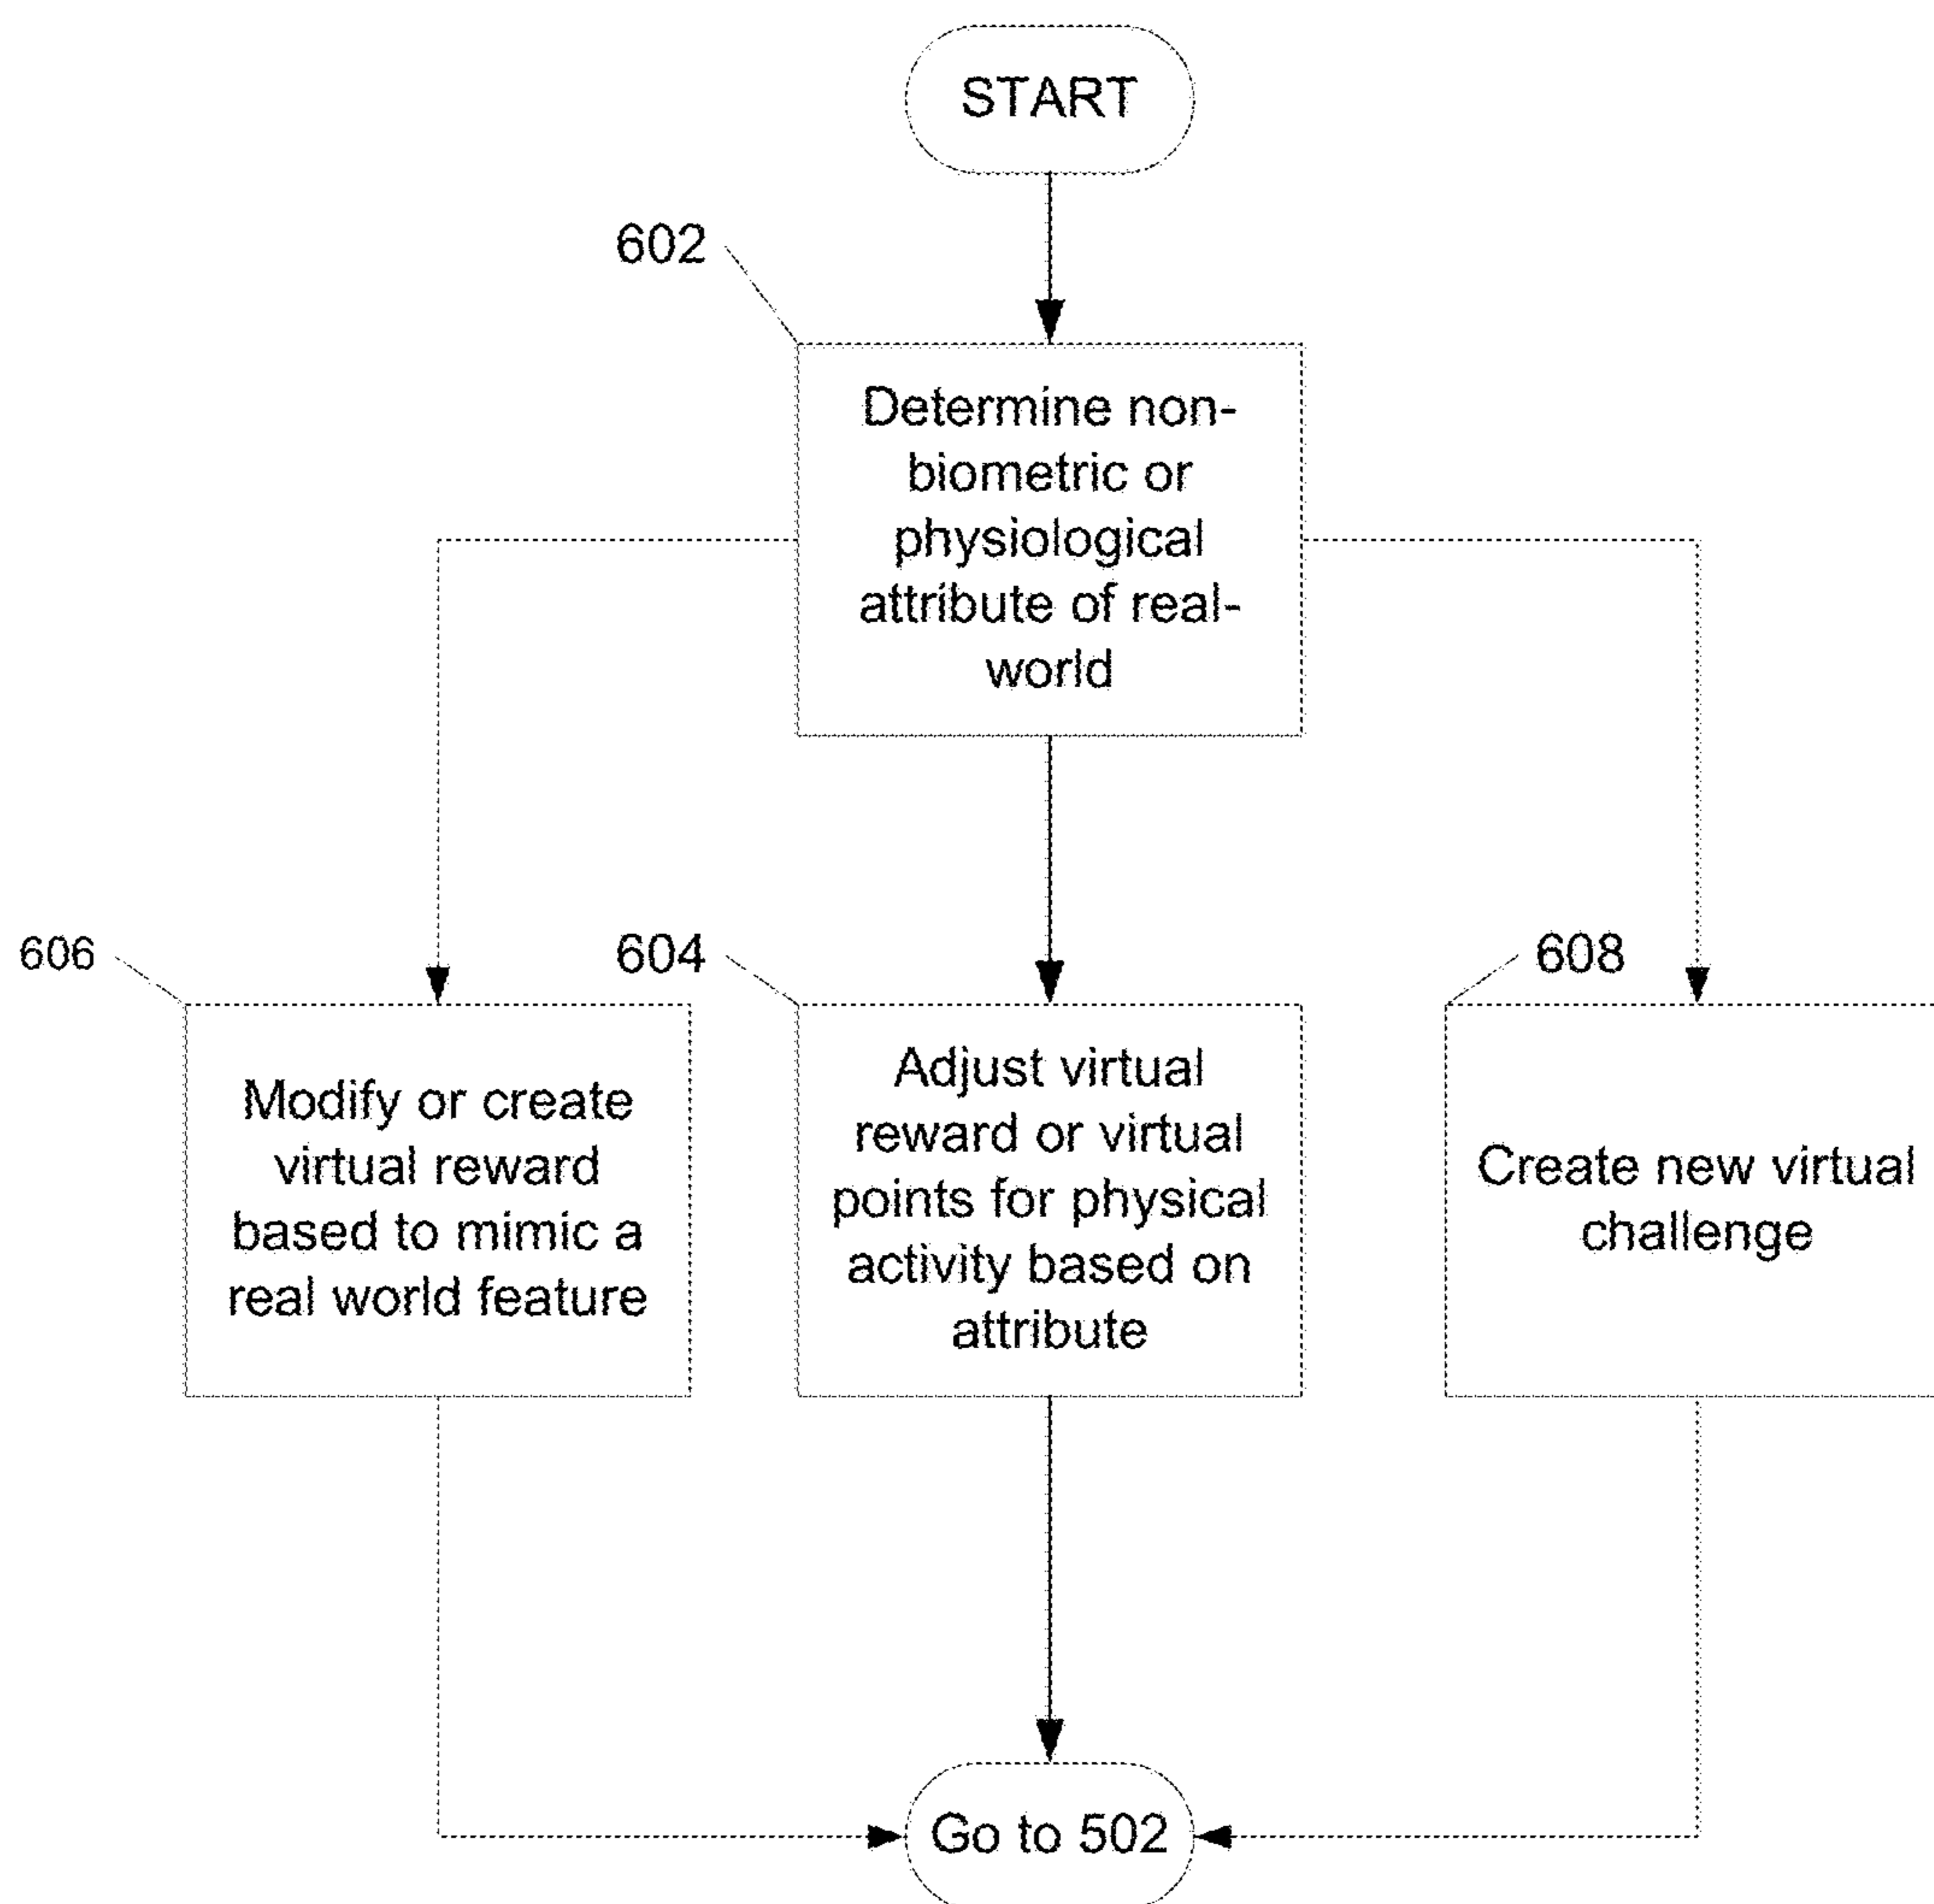 START
602
Determine non-
biometric or
physiological
attribute of real-
world
606
Modify or create
virtual reward
based to mimic a
real world feature
604
Adjust virtual
reward or virtual
points for physical
activity based on
attribute
608
Create new virtual
challenge
Go to 502